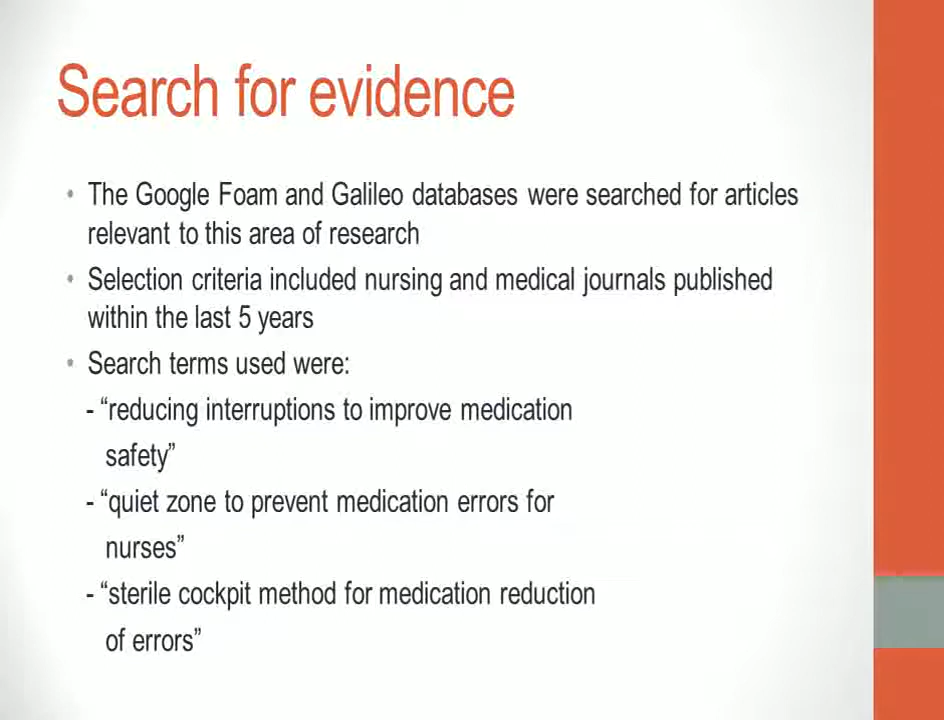 Search for evidence
• The Google Foam and Galileo databases were searched for articles
relevant to this area of research
• Selection criteria included nursing and medical journals published
within the last 5 years
• Search terms used were:
- “reducing interruptions to improve medication
safety”
- “quiet zone to prevent medication errors for
nurses”
- “sterile cockpit method for medication reduction
of errors”